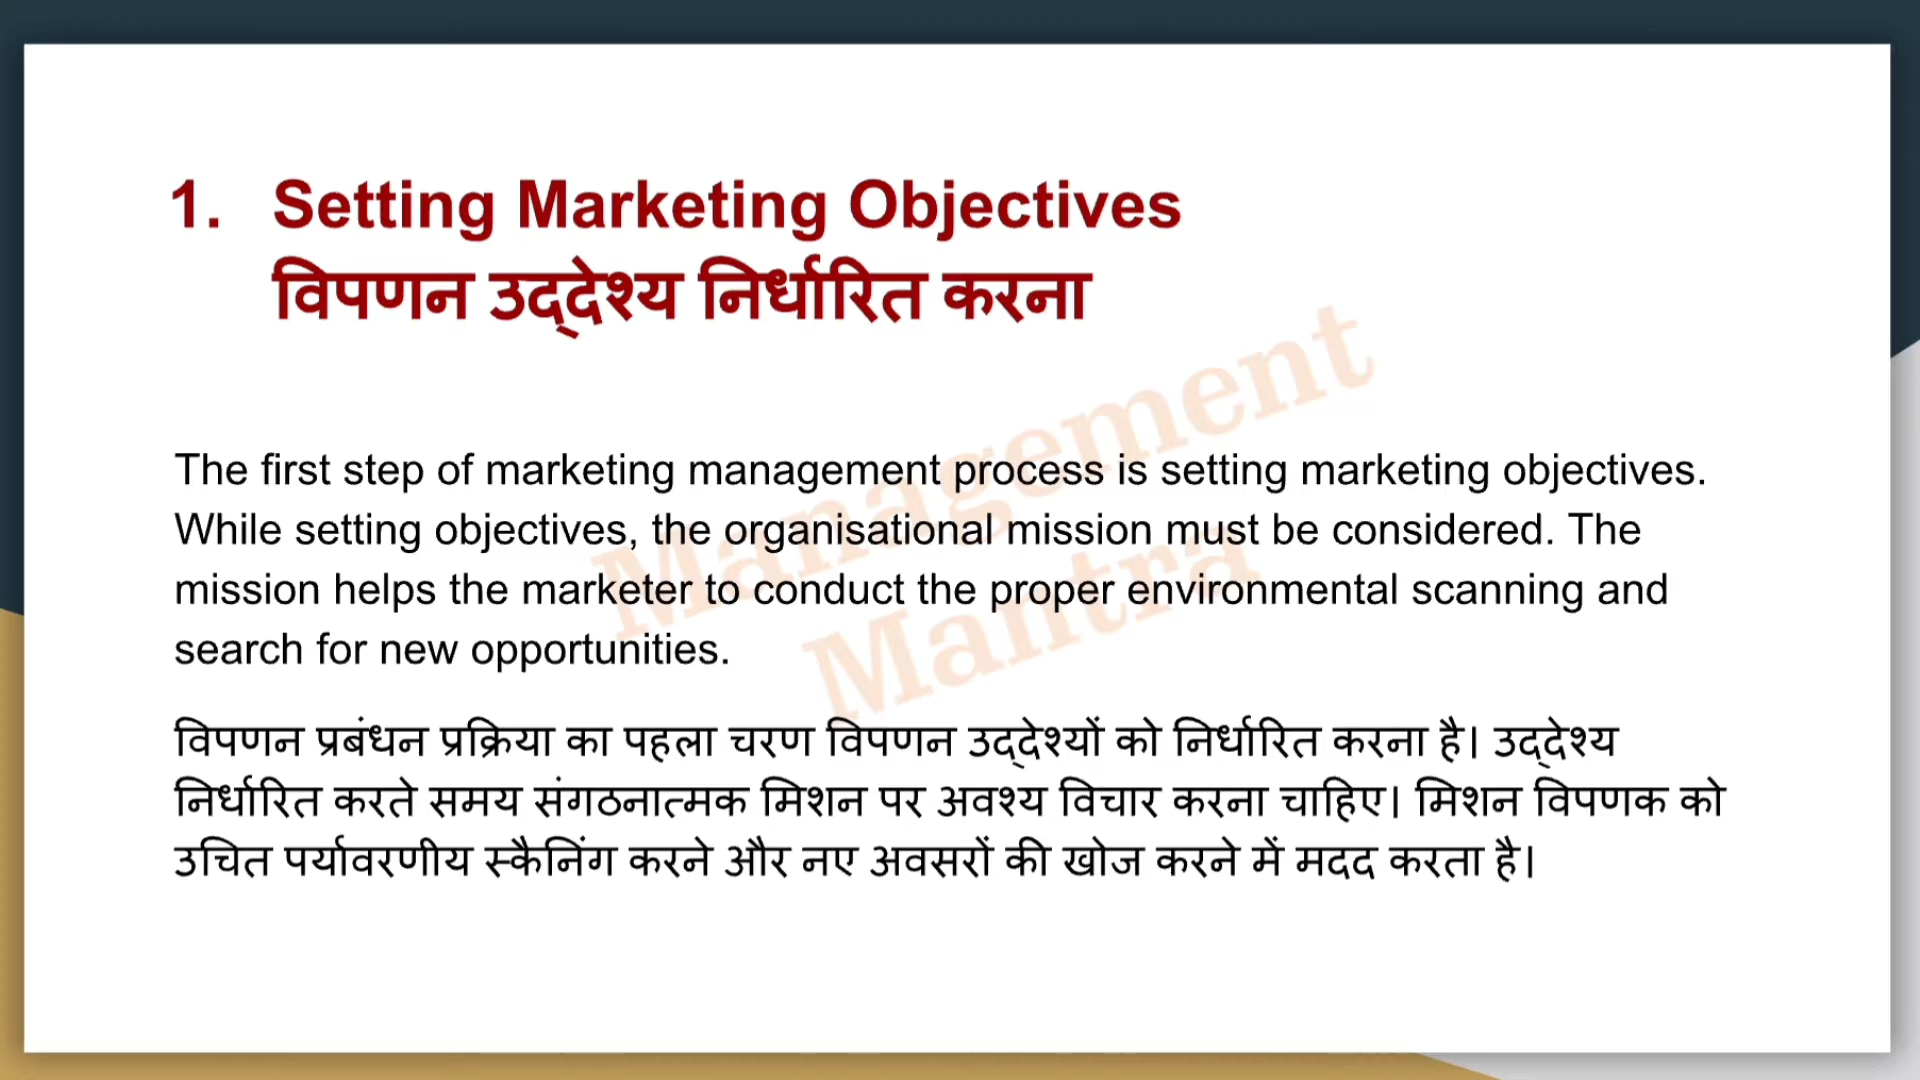 1. Setting Marketing Objectives
विपणन उद्देश्य निर्धारित करना
The first step of marketing management process is setting marketing objectives.
While setting objectives, the organisational mission must be considered. The
mission helps the marketer to conduct the proper environmental scanning and
search for new opportunities.
विपणन प्रबंधन प्रक्रिया का पहला चरण विपणन उद्देश्यों को निर्धारित करना है। उद्देश्य
निर्धारित करते समय संगठनात्मक मिशन पर अवश्य विचार करना चाहिए। मिशन विपणक को
उचित पर्यावरणीय स्कैनिंग करने और नए अवसरों की खोज करने में मदद करता है।
Management
Mantra